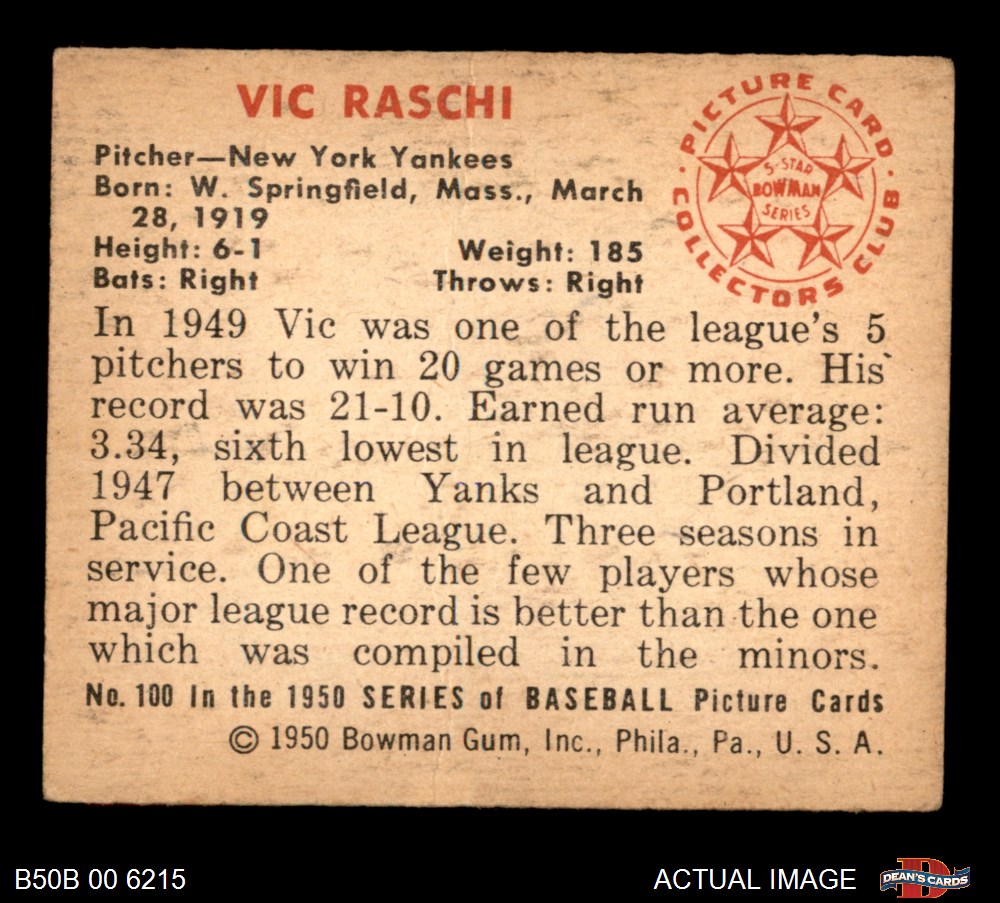 VIC RASCHI
Pitcher—New York Yankees
Born: W. Springfield, Mass., March
28, 1919
Height: 6-1 Weight: 185
Bats: Right Throws: Right
PICTURE CARD COLLECTORS CLUB
5-STAR
BOWMAN
SERIES
In 1949 Vic was one of the league's 5
pitchers to win 20 games or more. His
record was 21-10. Earned run average:
3.34, sixth lowest in league. Divided
1947 between Yanks and Portland,
Pacific Coast League. Three seasons in
service. One of the few players whose
major league record is better than the one
which was compiled in the minors.
No. 100 In the 1950 SERIES of BASEBALL Picture Cards
© 1950 Bowman Gum, Inc., Phila., Pa., U. S. A.
B50B 00 6215
ACTUAL IMAGE
D
DEAN'S CARDS